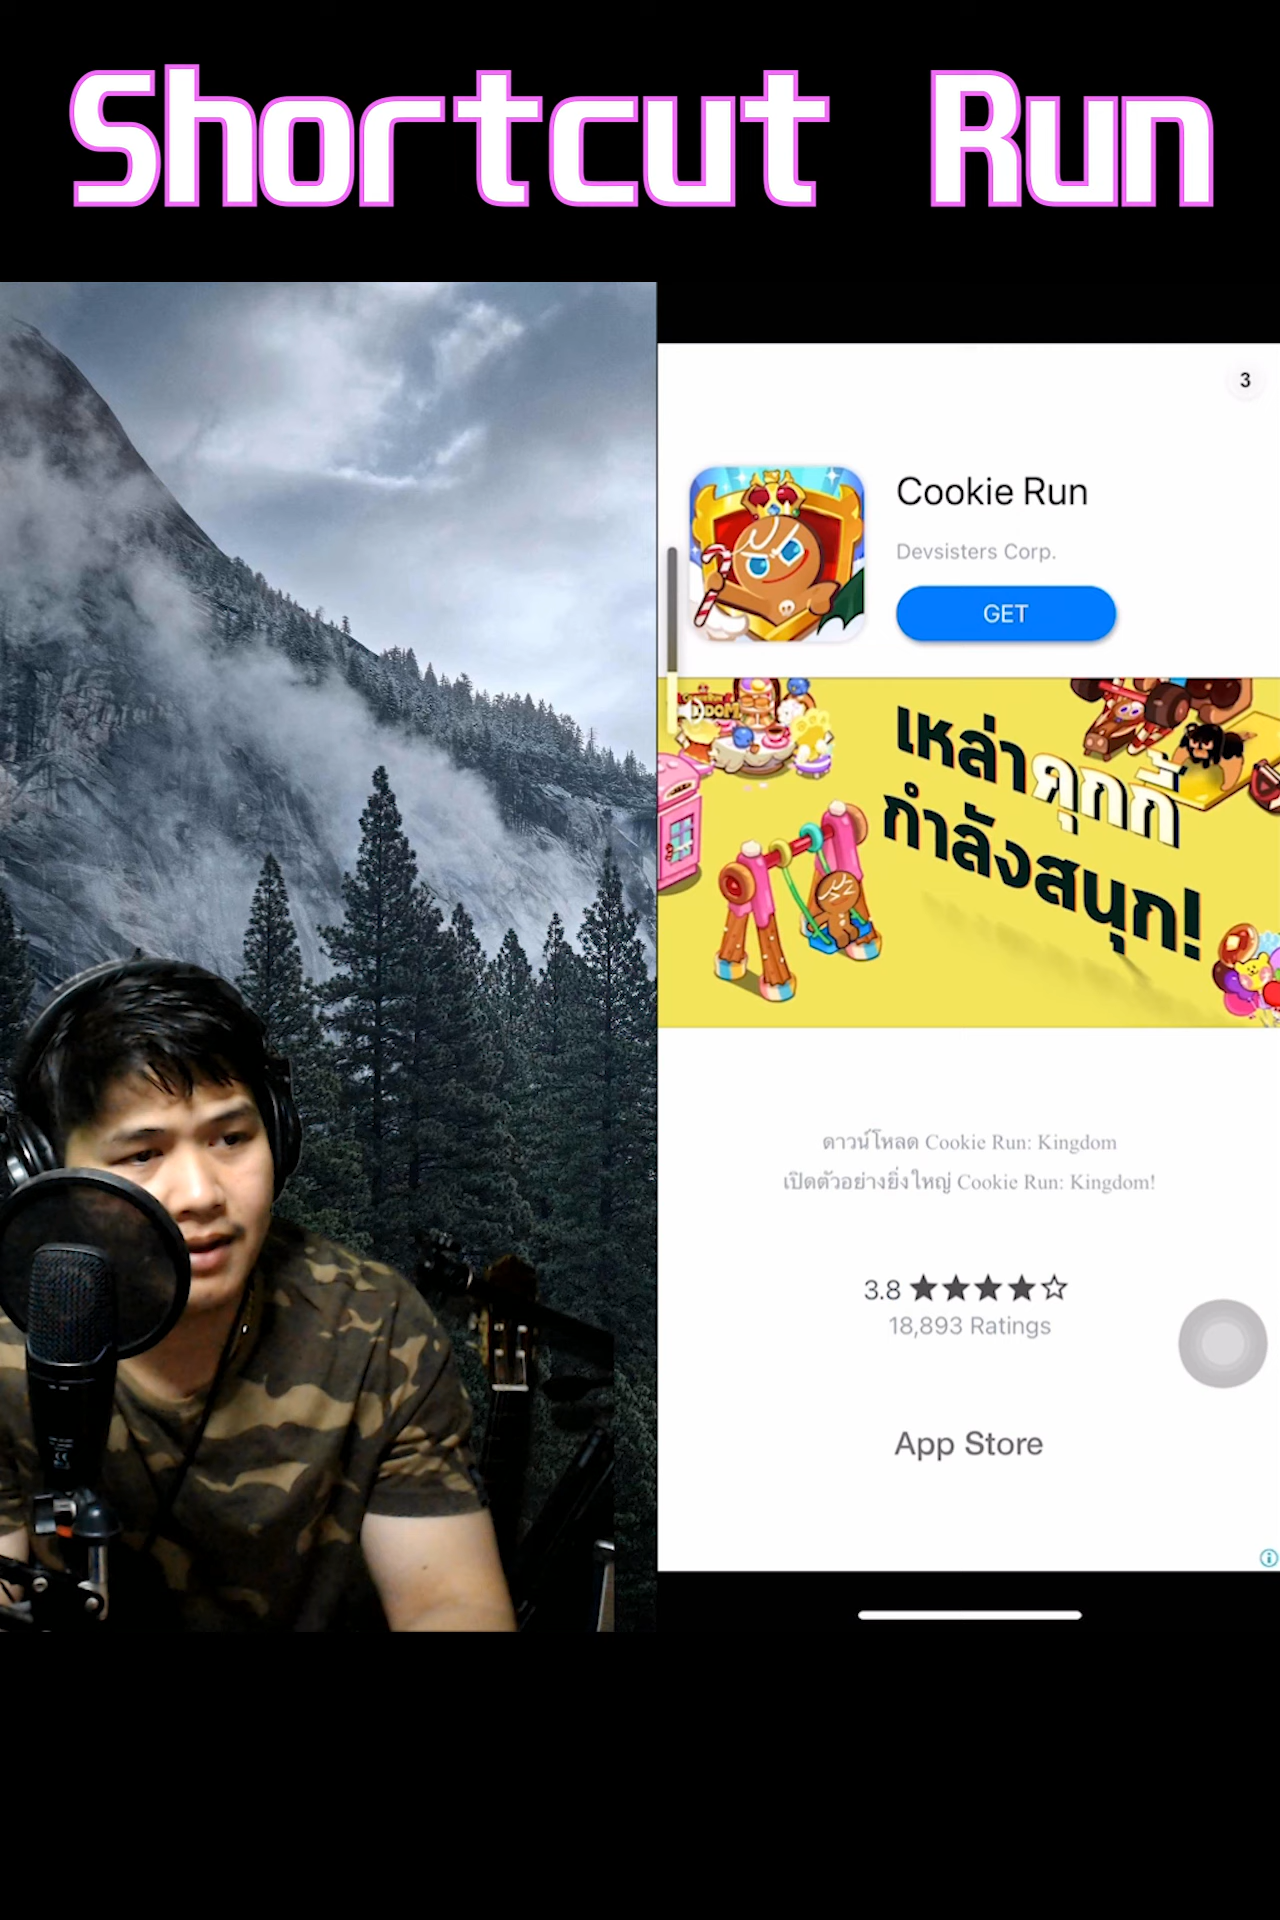 Shortcut Run
3
Cookie Run
Devsisters Corp.
GET
เหล่าคุกกี้
กำลังสนุก!
ดาวน์โหลด Cookie Run: Kingdom
เปิดตัวอย่างยิ่งใหญ่ Cookie Run: Kingdom!
3.8
18,893 Ratings
App Store